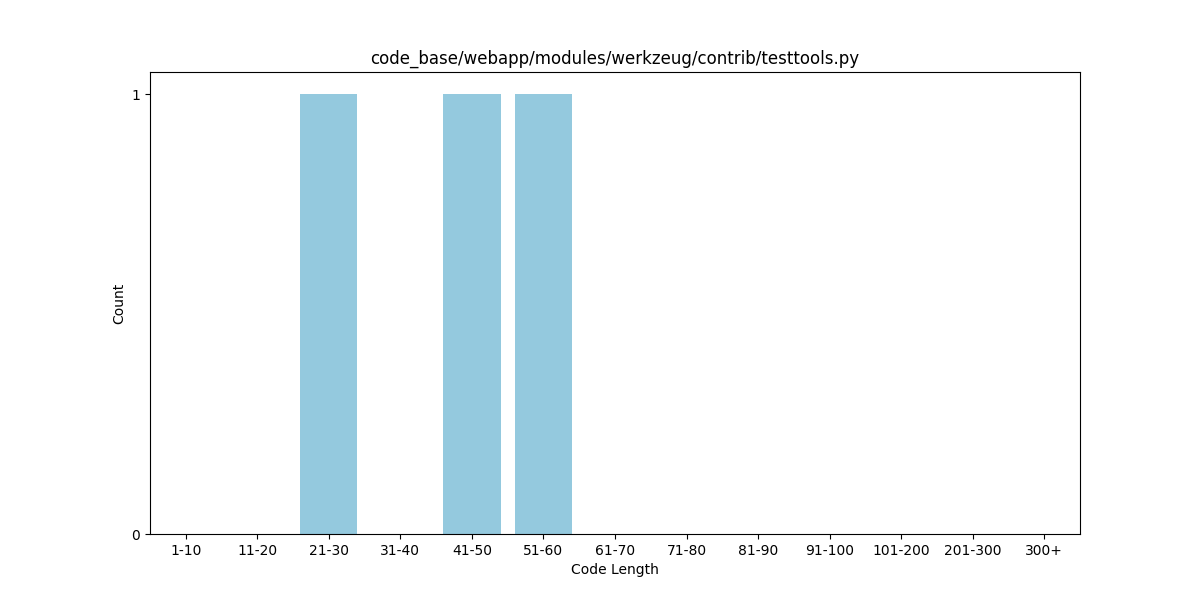 code_base/webapp/modules/werkzeug/contrib/testtools.py
1
Count
0
1-10 11-20 21-30 31-40 41-50 51-60 61-70 71-80 81-90 91-100 101-200 201-300 300+
Code Length